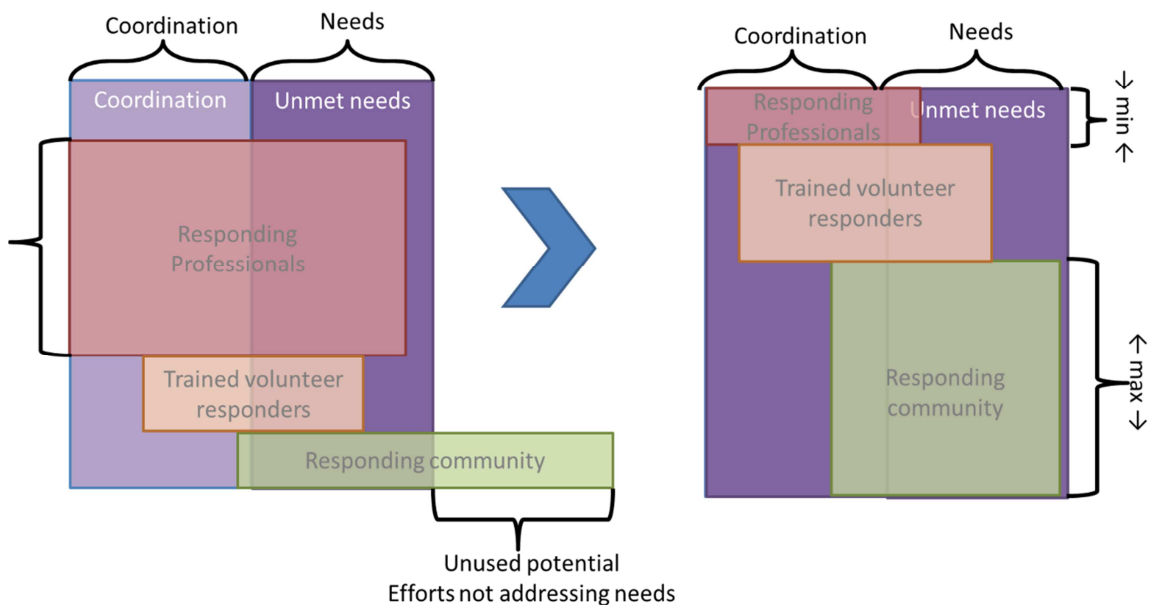 Coordination
Needs
Coordination
Unmet needs
Responding
Professionals
Trained volunteer
responders
Responding community
Unused potential
Efforts not addressing needs
Coordination
Needs
Responding
Professionals
Unmet needs
Trained volunteer
responders
Responding
community
→ min ←
← max →